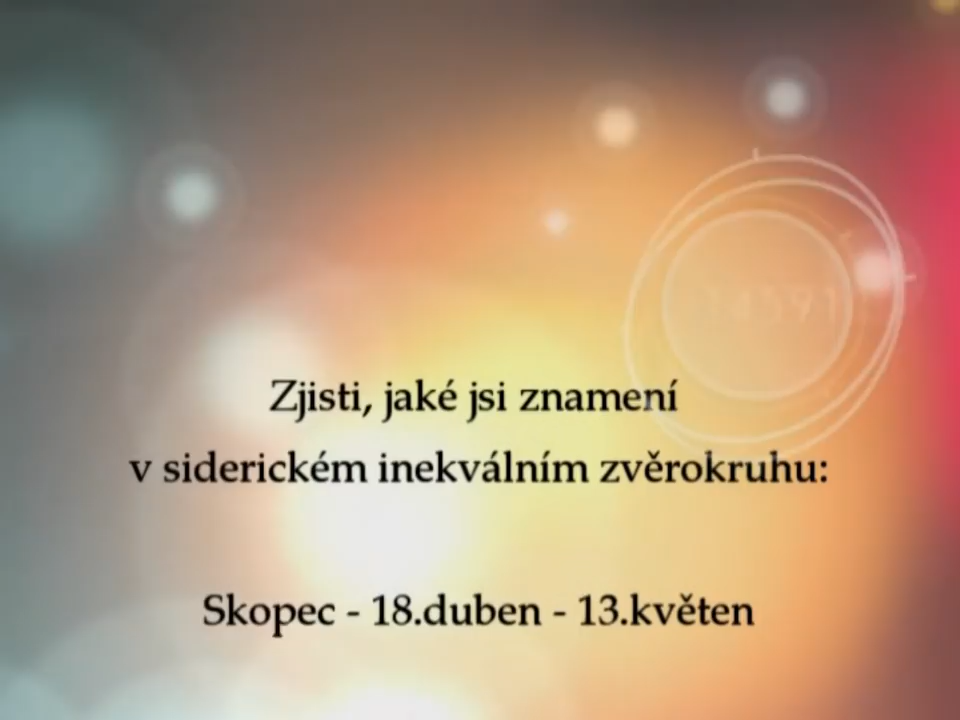 Zjisti, jaké jsi znamení
v siderickém inekválním zvěrokruhu:
Skopec - 18.duben - 13.květen